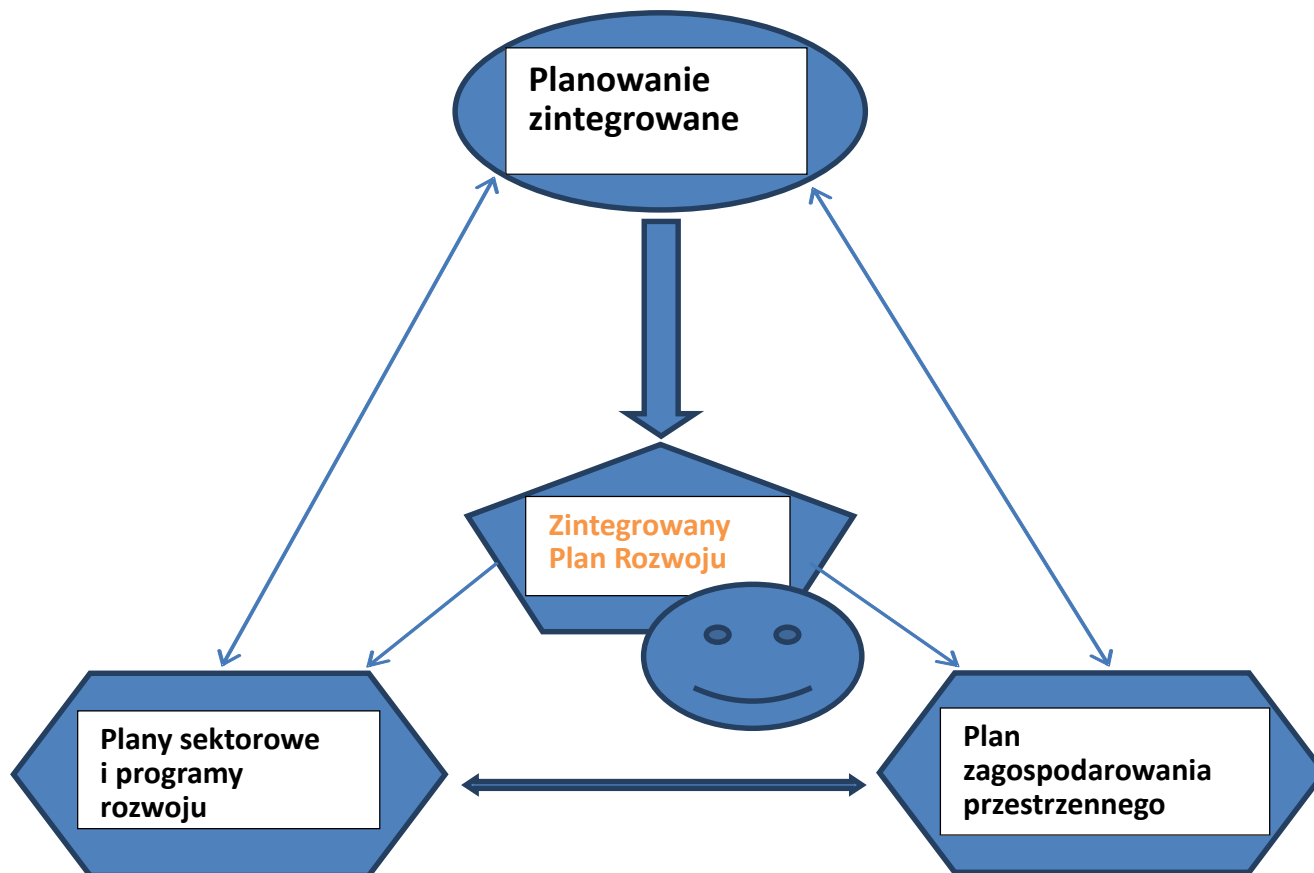 Planowanie
zintegrowane
Zintegrowany
Plan Rozwoju
Plany sektorowe
i programy
rozwoju
Plan
zagospodarowania
przestrzennego